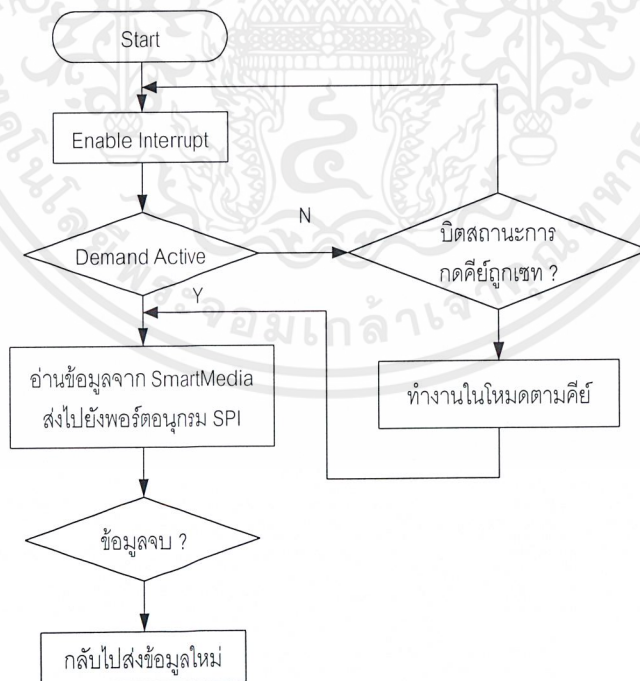 Start
Enable Interrupt
Demand Active
N
บิตสถานะการ
กดคีย์ถูกเซท ?
Y
อ่านข้อมูลจาก SmartMedia
ส่งไปยังพอร์ตอนุกรม SPI
ทำงานในโหมดตามคีย์
ข้อมูลจบ ?
กลับไปส่งข้อมูลใหม่